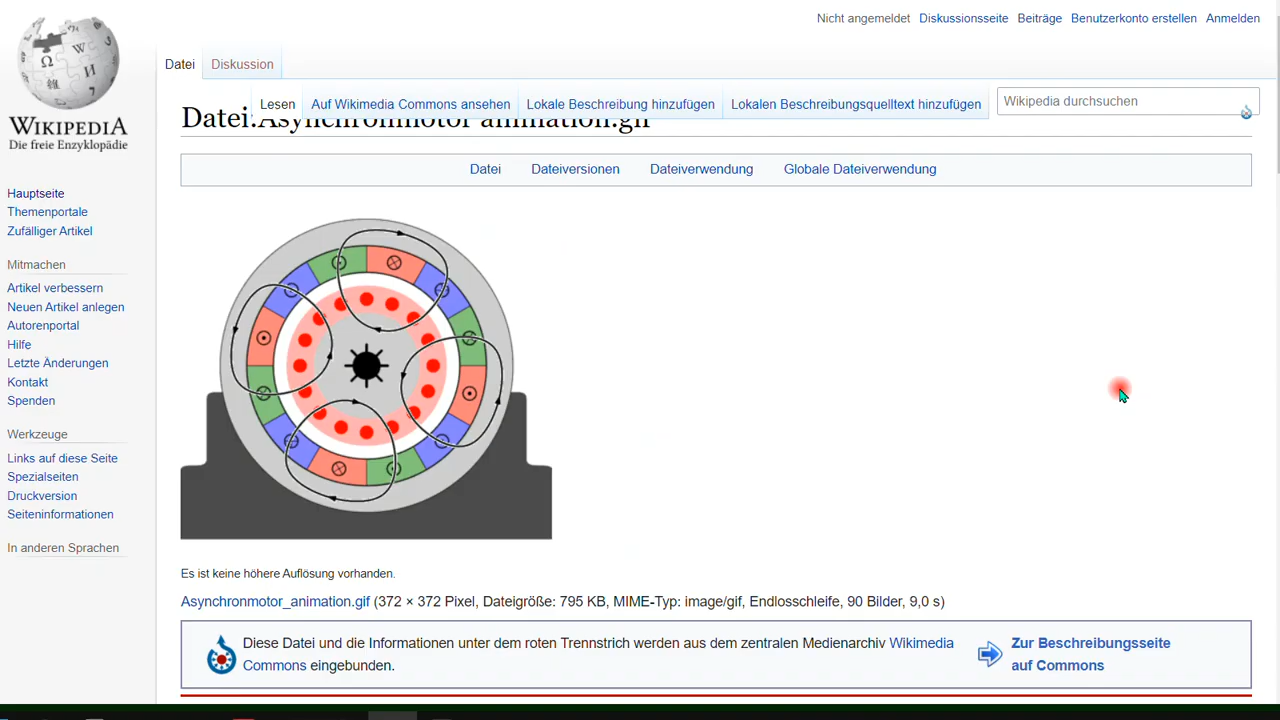 Nicht angemeldet Diskussionsseite Beiträge Benutzerkonto erstellen Anmelden
Datei Diskussion
Lesen Auf Wikimedia Commons ansehen Lokale Beschreibung hinzufügen Lokalen Beschreibungsquelltext hinzufügen Wikipedia durchsuchen
Datei:Asynchronmotor animation.gif
WIKIPEDIA
Die freie Enzyklopädie
Datei Dateiversionen Dateiverwendung Globale Dateiverwendung
Hauptseite
Themenportale
Zufälliger Artikel
Mitmachen
Artikel verbessern
Neuen Artikel anlegen
Autorenportal
Hilfe
Letzte Änderungen
Kontakt
Spenden
Werkzeuge
Links auf diese Seite
Spezialseiten
Druckversion
Seiteninformationen
In anderen Sprachen
Es ist keine höhere Auflösung vorhanden.
Asynchronmotor_animation.gif (372 × 372 Pixel, Dateigröße: 795 KB, MIME-Typ: image/gif, Endlosschleife, 90 Bilder, 9,0 s)
Diese Datei und die Informationen unter dem roten Trennstrich werden aus dem zentralen Medienarchiv Wikimedia
Commons eingebunden.
Zur Beschreibungsseite
auf Commons